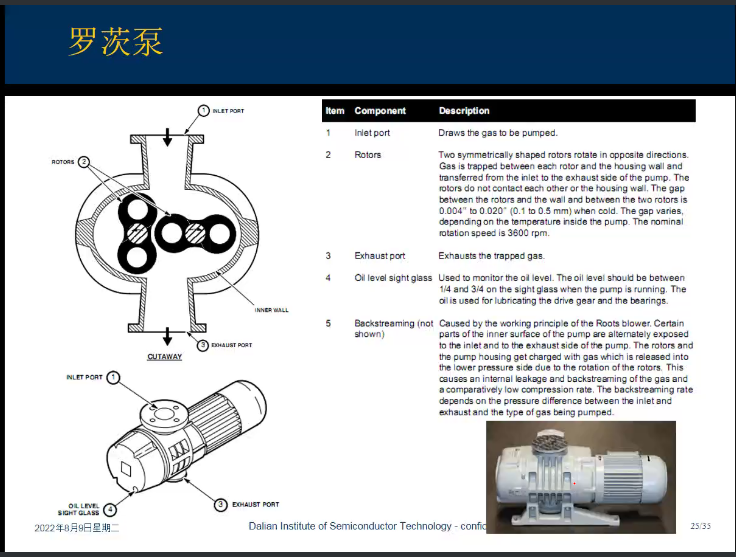 罗茨泵
1 INLET PORT
ROTORS 2
INNER WALL
3 EXHAUST PORT
CUTAWAY
INLET PORT 1
OIL LEVEL
SIGHT GLASS 4
3 EXHAUST PORT
Item Component Description
1 Inlet port Draws the gas to be pumped.
2 Rotors Two symmetrically shaped rotors rotate in opposite directions.
Gas is trapped between each rotor and the housing wall and
transferred from the inlet to the exhaust side of the pump. The
rotors do not contact each other or the housing wall. The gap
between the rotors and the wall and between the two rotors is
0.004" to 0.020" (0.1 to 0.5 mm) when cold. The gap varies,
depending on the temperature inside the pump. The nominal
rotation speed is 3600 rpm.
3 Exhaust port Exhausts the trapped gas.
4 Oil level sight glass Used to monitor the oil level. The oil level should be between
1/4 and 3/4 on the sight glass when the pump is running. The
oil is used for lubricating the drive gear and the bearings.
5 Backstreaming (not Caused by the working principle of the Roots blower. Certain
shown) parts of the inner surface of the pump are alternately exposed
to the inlet and to the exhaust side of the pump. The rotors and
the pump housing get charged with gas which is released into
the lower pressure side due to the rotation of the rotors. This
causes an internal leakage and backstreaming of the gas and
a comparatively low compression rate. The backstreaming rate
depends on the pressure difference between the inlet and
exhaust and the type of gas being pumped.
2022年8月9日星期二
Dalian Institute of Semiconductor Technology - confic
25/35